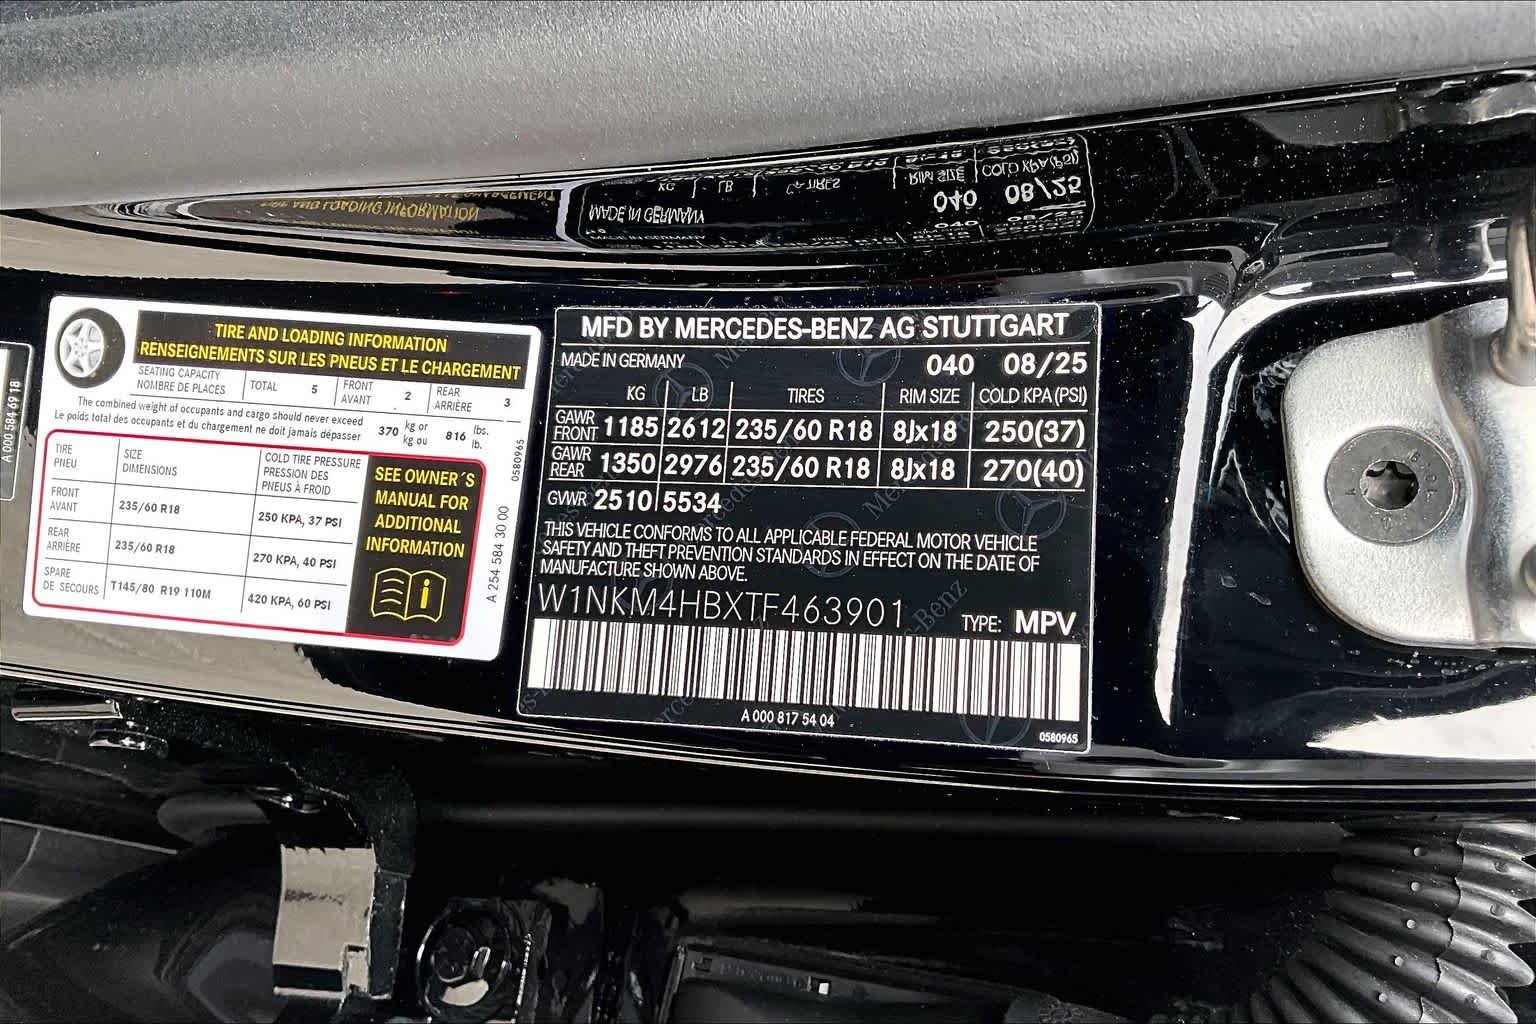 TIRE AND LOADING INFORMATION
RENSEIGNEMENTS SUR LES PNEUS ET LE CHARGEMENT
SEATING CAPACITY
NOMBRE DE PLACES
TOTAL 5
FRONT
AVANT 2
REAR
ARRIÈRE 3
The combined weight of occupants and cargo should never exceed
Le poids total des occupants et du chargement ne doit jamais dépasser
370 kg or
kg ou
816 lbs.
lb.
TIRE
PNEU
SIZE
DIMENSIONS
COLD TIRE PRESSURE
PRESSION DES
PNEUS À FROID
FRONT
AVANT
235/60 R18
250 KPA, 37 PSI
REAR
ARRIÈRE
235/60 R18
270 KPA, 40 PSI
SPARE
DE SECOURS
T145/80 R19 110M
420 KPA, 60 PSI
SEE OWNER´S
MANUAL FOR
ADDITIONAL
INFORMATION
i
0580965
A 254 584 30 00
A 000 584 69 18
MFD BY MERCEDES-BENZ AG STUTTGART
MADE IN GERMANY 040 08/25
KG LB TIRES RIM SIZE COLD KPA (PSI)
GAWR
FRONT 1185 2612 235/60 R18 8Jx18 250(37)
GAWR
REAR 1350 2976 235/60 R18 8Jx18 270(40)
GVWR 2510 5534
THIS VEHICLE CONFORMS TO ALL APPLICABLE FEDERAL MOTOR VEHICLE
SAFETY AND THEFT PREVENTION STANDARDS IN EFFECT ON THE DATE OF
MANUFACTURE SHOWN ABOVE.
W1NKM4HBXTF463901 TYPE: MPV
A 000 817 54 04
0580965